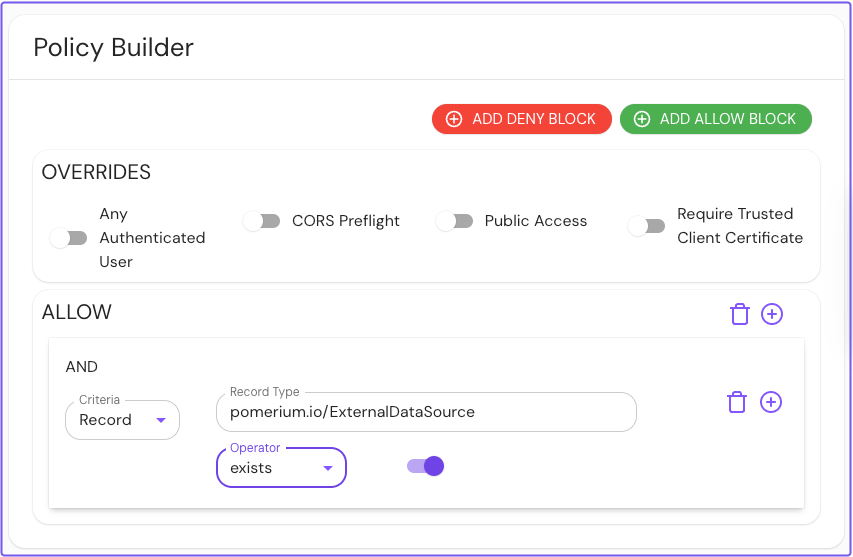 Policy Builder
ADD DENY BLOCK
ADD ALLOW BLOCK
OVERRIDES
Any
Authenticated
User
CORS Preflight
Public Access
Require Trusted
Client Certificate
ALLOW
AND
Criteria
Record
Record Type
pomerium.io/ExternalDataSource
Operator
exists